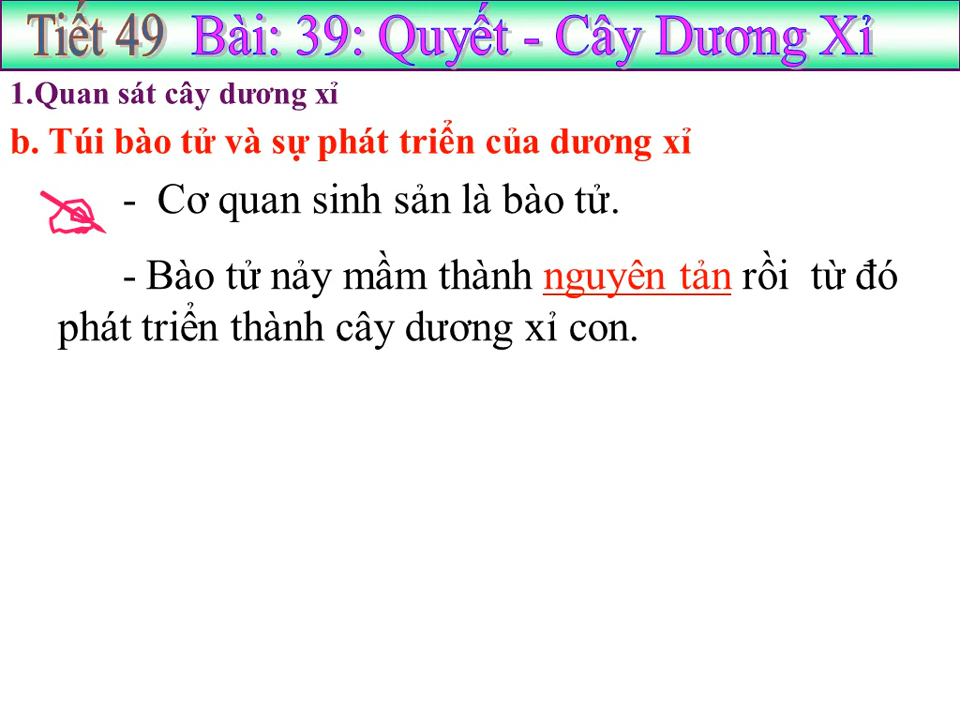 Tiết 49 Bài: 39: Quyết - Cây Dương Xỉ
1.Quan sát cây dương xỉ
b. Túi bào tử và sự phát triển của dương xỉ
- Cơ quan sinh sản là bào tử.
- Bào tử nảy mầm thành nguyên tản rồi từ đó
phát triển thành cây dương xỉ con.